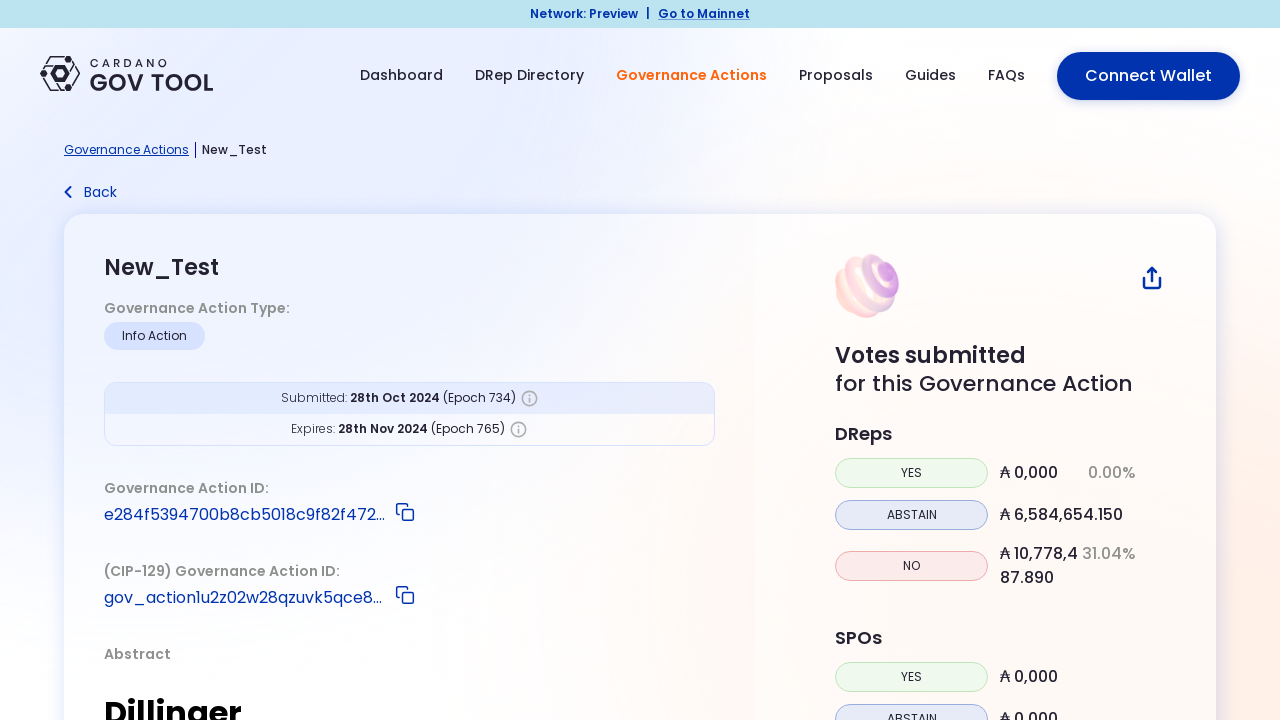 Network: Preview | Go to Mainnet
CARDANO
GOV TOOL
Dashboard
DRep Directory
Governance Actions
Proposals
Guides
FAQs
Connect Wallet
Governance Actions | New_Test
Back
New_Test
Governance Action Type:
Info Action
Submitted: 28th Oct 2024 (Epoch 734)
Expires: 28th Nov 2024 (Epoch 765)
Governance Action ID:
e284f5394700b8cb5018c9f82f472...
(CIP-129) Governance Action ID:
gov_action1u2z02w28qzuvk5qce8...
Abstract
Dillinger
Votes submitted
for this Governance Action
DReps
YES ₳ 0,000 0.00%
ABSTAIN ₳ 6,584,654.150
NO ₳ 10,778,4 31.04%
87.890
SPOs
YES ₳ 0,000
ABSTAIN ₳ 0,000